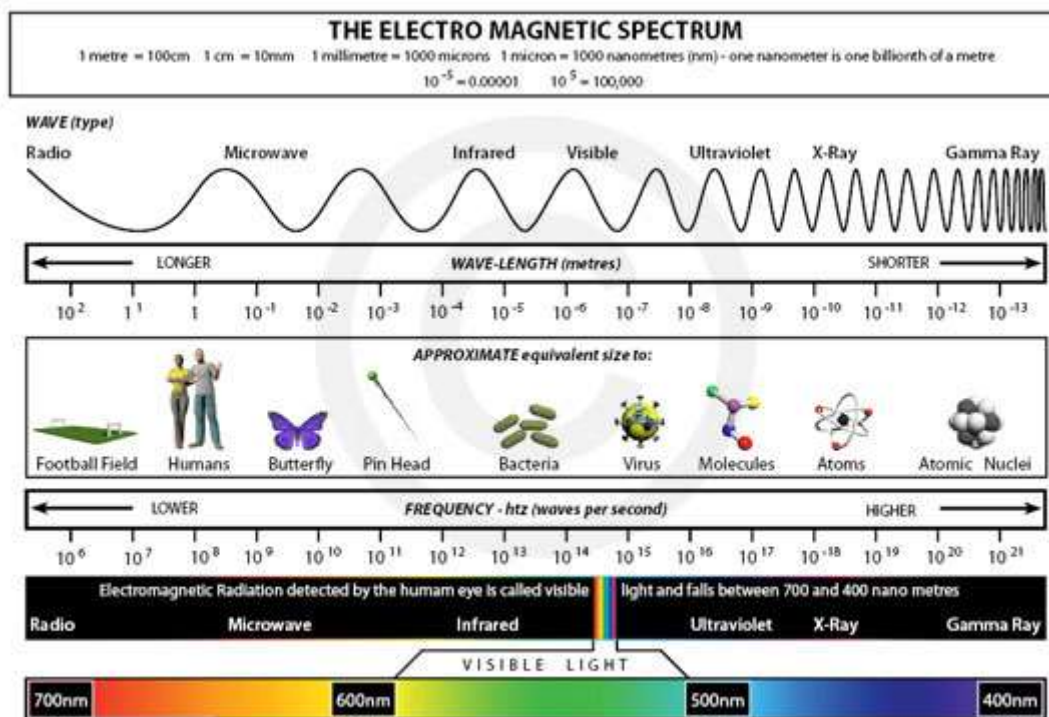 THE ELECTRO MAGNETIC SPECTRUM
1 metre = 100cm 1 cm = 10mm 1 millimetre = 1000 microns 1 micron = 1000 nanometres (nm) - one nanometer is one billionth of a metre
10⁻⁵ = 0.00001 10⁵ = 100,000
WAVE (type)
Radio Microwave Infrared Visible Ultraviolet X-Ray Gamma Ray
LONGER WAVE-LENGTH (metres) SHORTER
10² 1¹ 1 10⁻¹ 10⁻² 10⁻³ 10⁻⁴ 10⁻⁵ 10⁻⁶ 10⁻⁷ 10⁻⁸ 10⁻⁹ 10⁻¹⁰ 10⁻¹¹ 10⁻¹² 10⁻¹³
APPROXIMATE equivalent size to:
Football Field Humans Butterfly Pin Head Bacteria Virus Molecules Atoms Atomic Nuclei
LOWER FREQUENCY - htz (waves per second) HIGHER
10⁶ 10⁷ 10⁸ 10⁹ 10¹⁰ 10¹¹ 10¹² 10¹³ 10¹⁴ 10¹⁵ 10¹⁶ 10¹⁷ 10⁻¹⁸ 10¹⁹ 10²⁰ 10²¹
Electromagnetic Radiation detected by the humam eye is called visible light and falls between 700 and 400 nano metres
Radio Microwave Infrared Ultraviolet X-Ray Gamma Ray
VISIBLE LIGHT
700nm 600nm 500nm 400nm